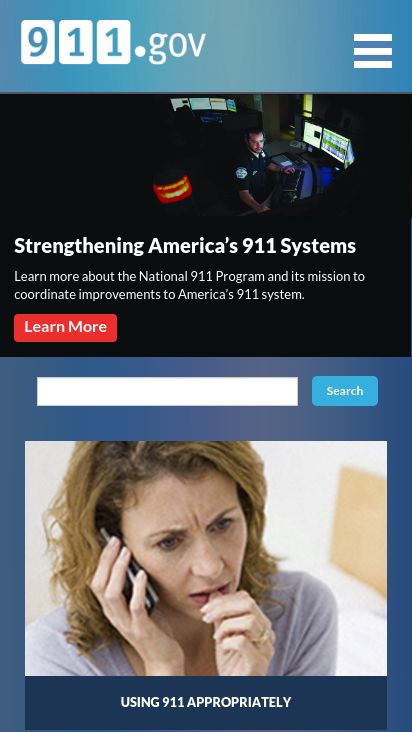 911.gov
Strengthening America's 911 Systems
Learn more about the National 911 Program and its mission to
coordinate improvements to America's 911 system.
Learn More
Search
USING 911 APPROPRIATELY